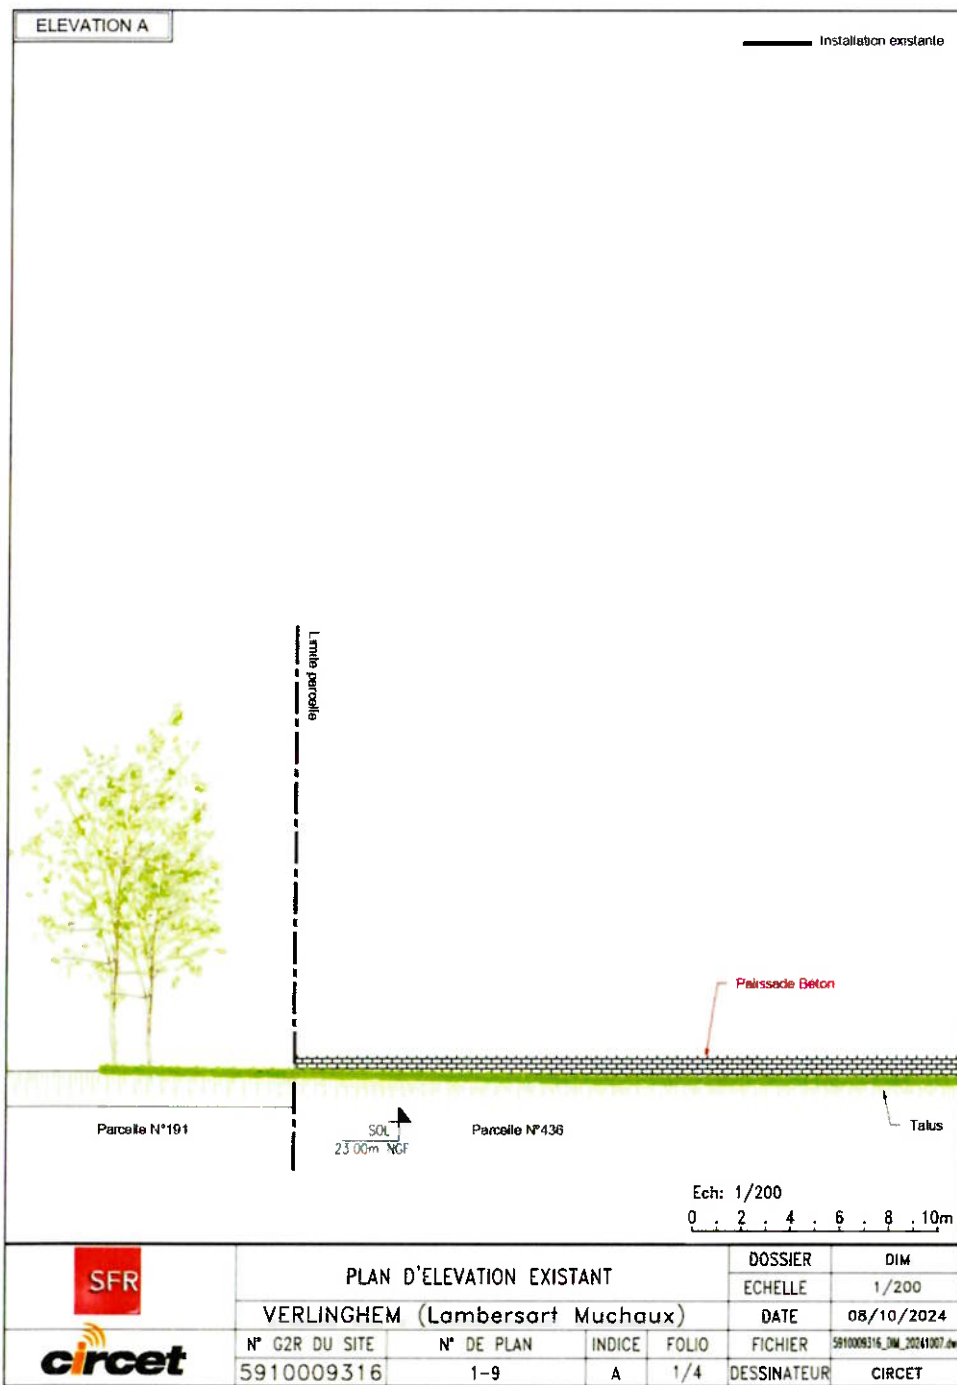 ELEVATION A
Installation existante
Limite parcelle
Palissade Béton
Parcelle N°191
SOL
23.00m NGF
Parcelle N°436
Talus
Ech: 1/200
0 . 2 . 4 . 6 . 8 . 10m
SFR
circet
PLAN D'ELEVATION EXISTANT
VERLINGHEM (Lambersart Muchaux)
N° G2R DU SITE
N° DE PLAN
INDICE
FOLIO
5910009316
1-9
A
1/4
DOSSIER
DIM
ECHELLE
1/200
DATE
08/10/2024
FICHIER
5910009316_DIM_20241007.dw
DESSINATEUR
CIRCET